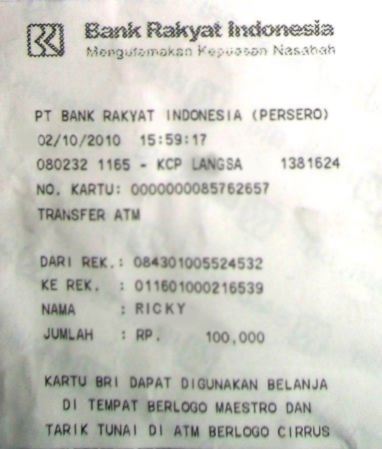 Bank Rakyat Indonesia
Mengutamakan Kepuasan Nasabah
PT BANK RAKYAT INDONESIA (PERSERO)
02/10/2010 15:59:17
080232 1165 - KCP LANGSA 1381624
NO. KARTU: 0000000085762657
TRANSFER ATM
DARI REK.: 084301005524532
KE REK. : 011601000216539
NAMA : RICKY
JUMLAH : RP. 100,000
KARTU BRI DAPAT DIGUNAKAN BELANJA
DI TEMPAT BERLOGO MAESTRO DAN
TARIK TUNAI DI ATM BERLOGO CIRRUS